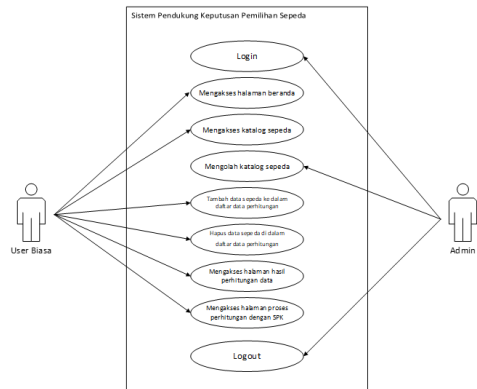 Sistem Pendukung Keputusan Pemilihan Sepeda
Login
Mengakses halaman beranda
Mengakses katalog sepeda
Mengolah katalog sepeda
Tambah data sepeda ke dalam
daftar data perhitungan
Hapus data sepeda di dalam
daftar data perhitungan
Mengakses halaman hasil
perhitungan data
Mengakses halaman proses
perhitungan dengan SPK
Logout
User Biasa
Admin